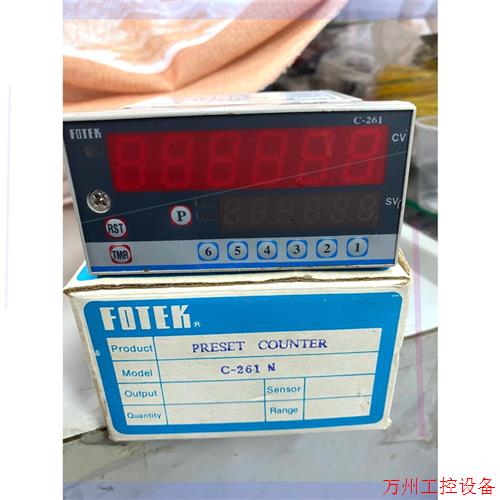 FOTEK
C-261
CV
SV
P
RST
TMR
6 5 4 3 2 1
FOTEK R
Product PRESET COUNTER
Model C-261 N
Output Sensor
Quantity Range
万州工控设备